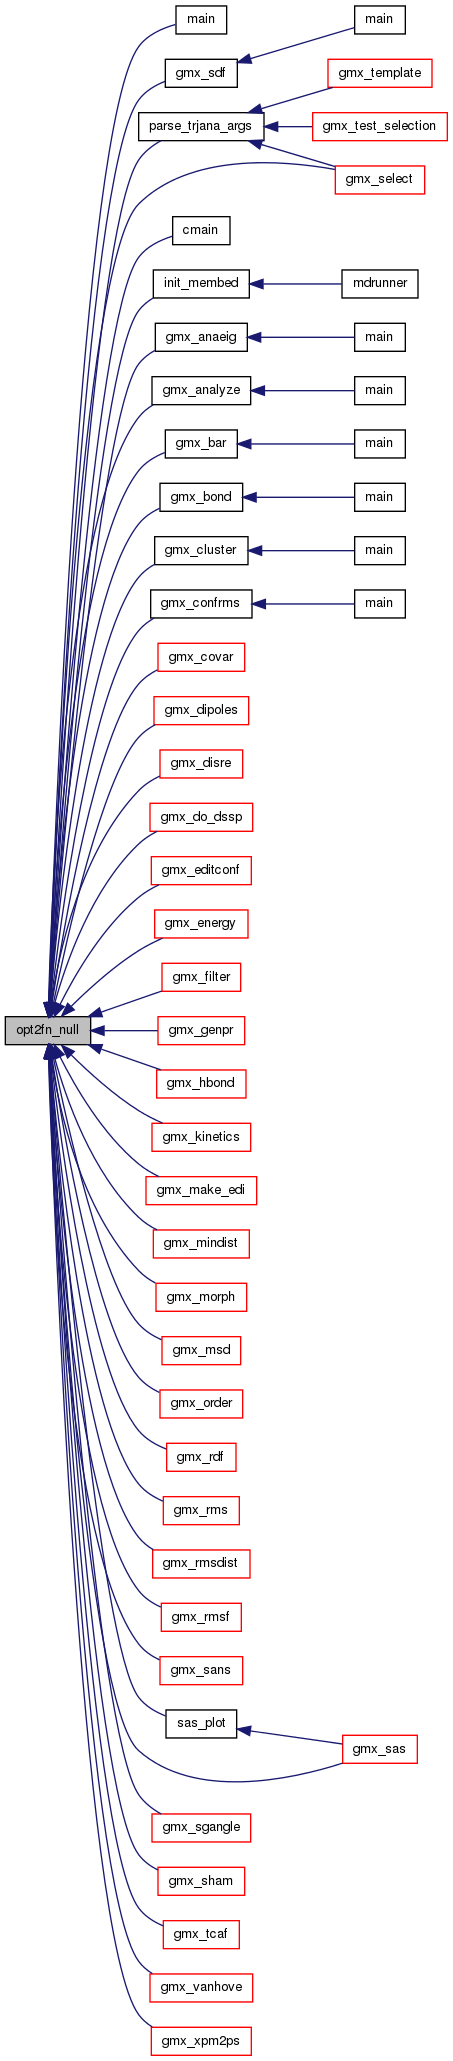 main
main
gmx_sdf
gmx_template
parse_trjana_args
gmx_test_selection
gmx_select
cmain
init_membed
mdrunner
gmx_anaeig
main
gmx_analyze
main
gmx_bar
main
gmx_bond
main
gmx_cluster
main
gmx_confrms
main
gmx_covar
gmx_dipoles
gmx_disre
gmx_do_dssp
gmx_editconf
gmx_energy
gmx_filter
opt2fn_null
gmx_genpr
gmx_hbond
gmx_kinetics
gmx_make_edi
gmx_mindist
gmx_morph
gmx_msd
gmx_order
gmx_rdf
gmx_rms
gmx_rmsdist
gmx_rmsf
gmx_sans
sas_plot
gmx_sas
gmx_sgangle
gmx_sham
gmx_tcaf
gmx_vanhove
gmx_xpm2ps